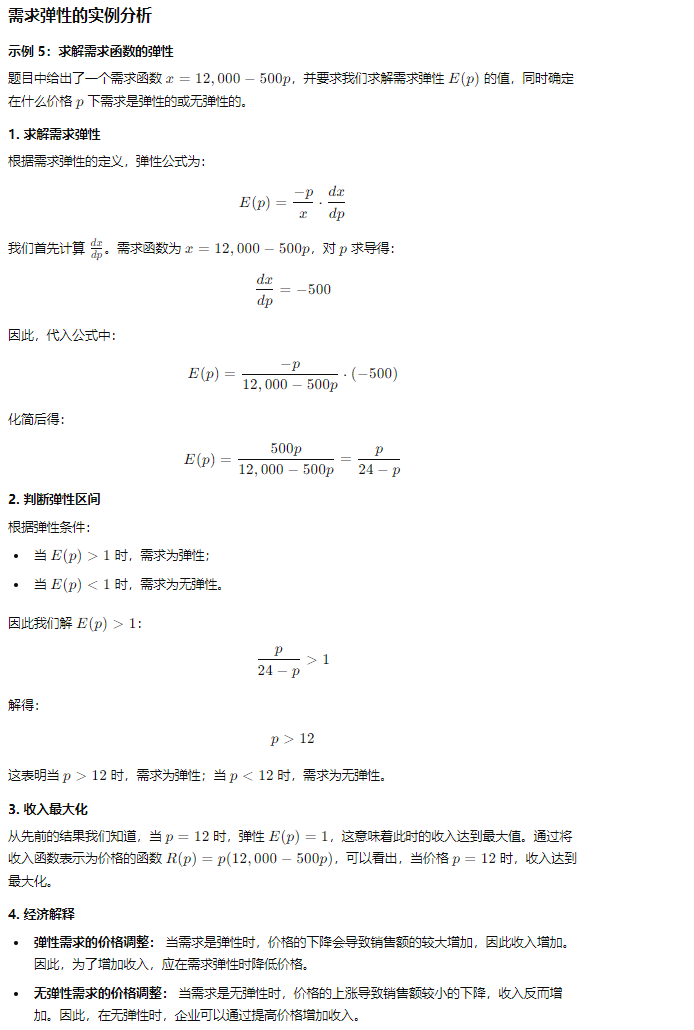 需求弹性的实例分析
示例 5：求解需求函数的弹性
题目中给出了一个需求函数 x = 12,000 − 500p，并要求我们求解需求弹性 E(p) 的值，同时确定
在什么价格 p 下需求是弹性的或无弹性的。
1. 求解需求弹性
根据需求弹性的定义，弹性公式为：
E(p) = \frac{-p}{x} · \frac{dx}{dp}
我们首先计算 \frac{dx}{dp}。需求函数为 x = 12,000 − 500p，对 p 求导得：
\frac{dx}{dp} = −500
因此，代入公式中：
E(p) = \frac{-p}{12,000 − 500p} · (−500)
化简后得：
E(p) = \frac{500p}{12,000 − 500p} = \frac{p}{24 − p}
2. 判断弹性区间
根据弹性条件：
• 当 E(p) > 1 时，需求为弹性；
• 当 E(p) < 1 时，需求为无弹性。
因此我们解 E(p) > 1：
\frac{p}{24 − p} > 1
解得：
p > 12
这表明当 p > 12 时，需求为弹性；当 p < 12 时，需求为无弹性。
3. 收入最大化
从先前的结果我们知道，当 p = 12 时，弹性 E(p) = 1，这意味着此时的收入达到最大值。通过将
收入函数表示为价格的函数 R(p) = p(12,000 − 500p)，可以看出，当价格 p = 12 时，收入达到
最大化。
4. 经济解释
• 弹性需求的价格调整： 当需求是弹性时，价格的下降会导致销售额的较大增加，因此收入增加。
因此，为了增加收入，应在需求弹性时降低价格。
• 无弹性需求的价格调整： 当需求是无弹性时，价格的上涨导致销售额较小的下降，收入反而增
加。因此，在无弹性时，企业可以通过提高价格增加收入。